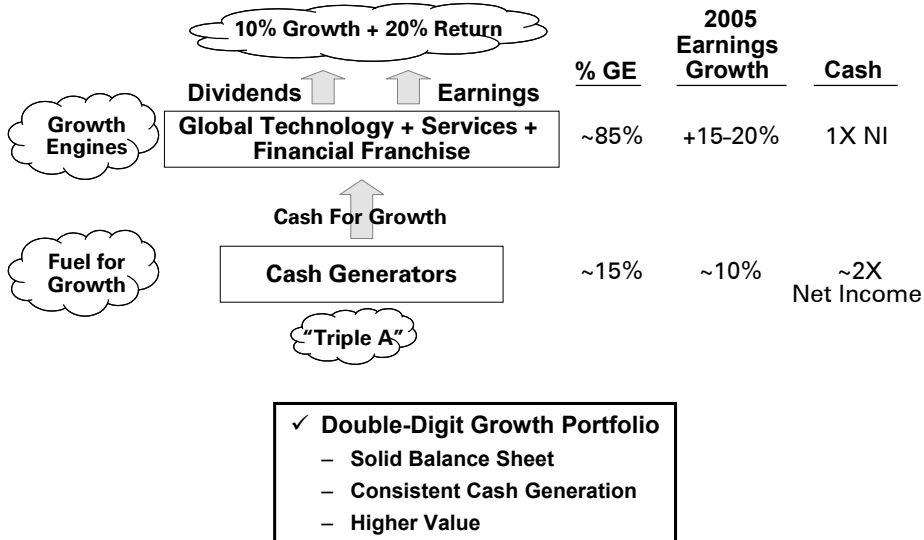 10% Growth + 20% Return
2005
Earnings
Growth
% GE
Cash
Dividends
Earnings
Growth
Engines
Global Technology + Services +
Financial Franchise
~85%
+15–20%
1X NI
Cash For Growth
Fuel for
Growth
Cash Generators
~15%
~10%
~2X
Net Income
“Triple A”
✓ Double-Digit Growth Portfolio
– Solid Balance Sheet
– Consistent Cash Generation
– Higher Value